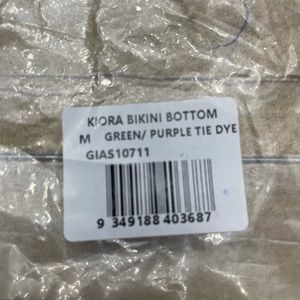 KIORA BIKINI BOTTOM
M GREEN/ PURPLE TIE DYE
GIAS10711
9 349188 403687